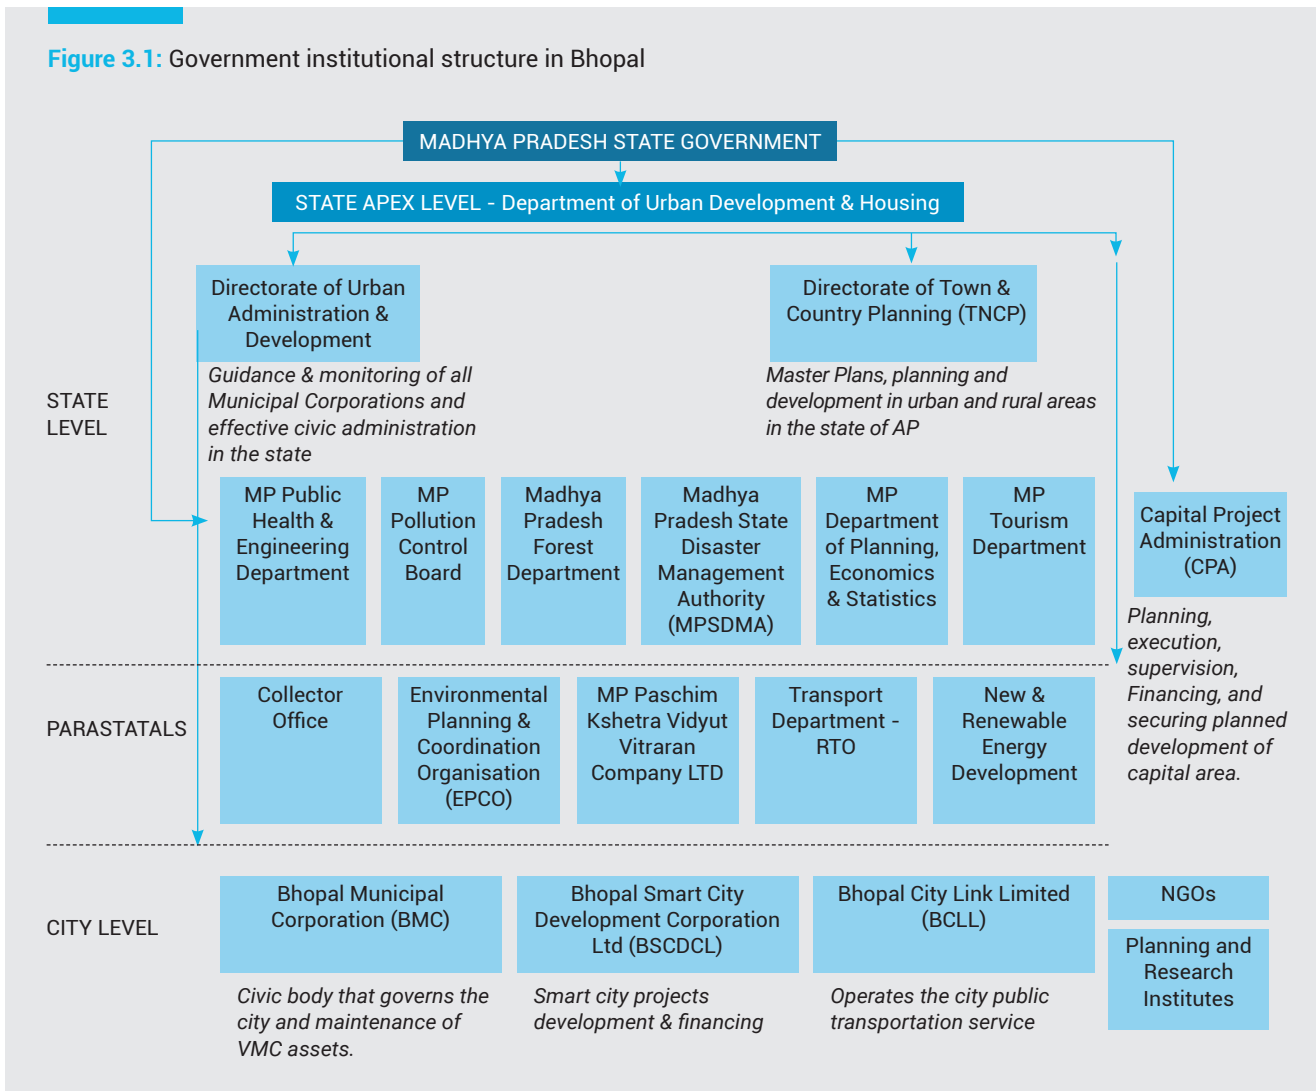 Figure 3.1: Government institutional structure in Bhopal
MADHYA PRADESH STATE GOVERNMENT
STATE APEX LEVEL - Department of Urban Development & Housing
Directorate of Urban
Administration &
Development
Directorate of Town &
Country Planning (TNCP)
Guidance & monitoring of all
Municipal Corporations and
effective civic administration
in the state
Master Plans, planning and
development in urban and rural areas
in the state of AP
STATE
LEVEL
MP Public
Health &
Engineering
Department
MP
Pollution
Control
Board
Madhya
Pradesh
Forest
Department
Madhya
Pradesh State
Disaster
Management
Authority
(MPSDMA)
MP
Department
of Planning,
Economics
& Statistics
MP
Tourism
Department
Capital Project
Administration
(CPA)
Planning,
execution,
supervision,
Financing, and
securing planned
development of
capital area.
PARASTATALS
Collector
Office
Environmental
Planning &
Coordination
Organisation
(EPCO)
MP Paschim
Kshetra Vidyut
Vitraran
Company LTD
Transport
Department -
RTO
New &
Renewable
Energy
Development
CITY LEVEL
Bhopal Municipal
Corporation (BMC)
Bhopal Smart City
Development Corporation
Ltd (BSCDCL)
Bhopal City Link Limited
(BCLL)
NGOs
Planning and
Research
Institutes
Civic body that governs the
city and maintenance of
VMC assets.
Smart city projects
development & financing
Operates the city public
transportation service